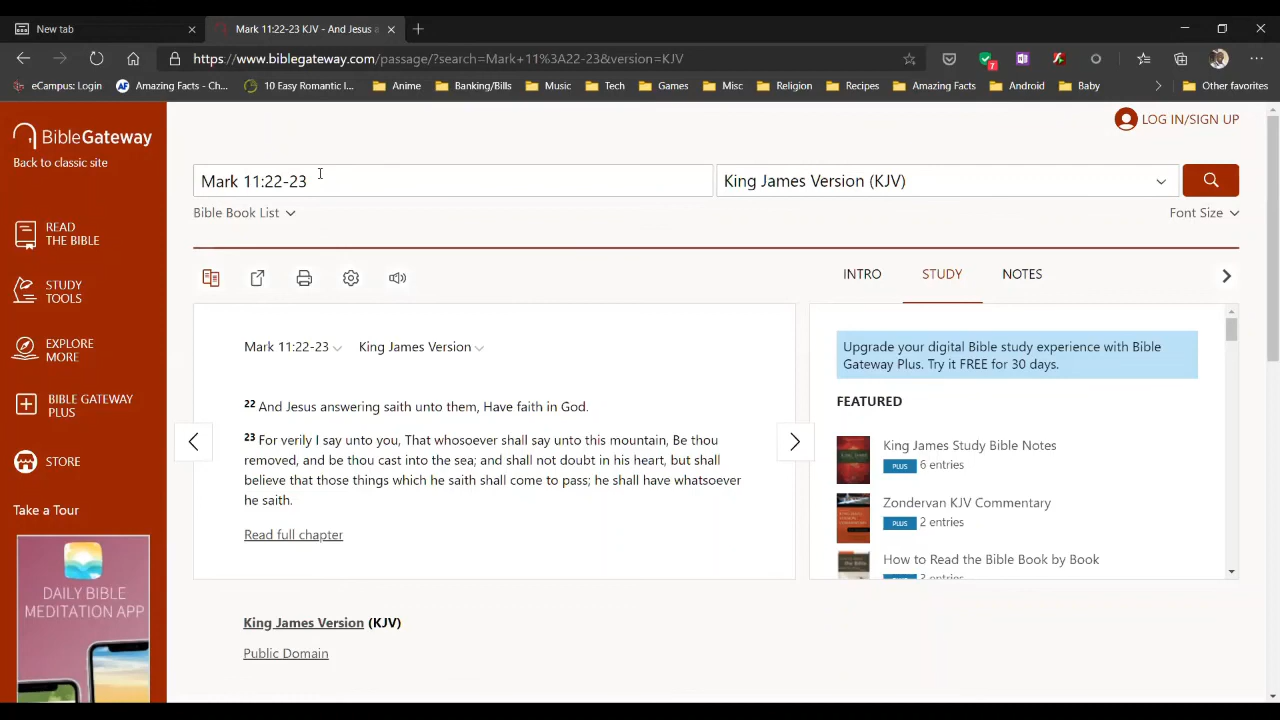 New tab
Mark 11:22-23 KJV - And Jesus a
https://www.biblegateway.com/passage/?search=Mark+11%3A22-23&version=KJV
7
eCampus: Login
AF Amazing Facts - Ch...
10 Easy Romantic I...
Anime
Banking/Bills
Music
Tech
Games
Misc
Religion
Recipes
Amazing Facts
Android
Baby
Other favorites
BibleGateway
Back to classic site
LOG IN/SIGN UP
Mark 11:22-23
King James Version (KJV)
Bible Book List
Font Size
READ
THE BIBLE
STUDY
TOOLS
EXPLORE
MORE
BIBLE GATEWAY
PLUS
STORE
Take a Tour
DAILY BIBLE
MEDITATION APP
INTRO
STUDY
NOTES
Mark 11:22-23
King James Version
22 And Jesus answering saith unto them, Have faith in God.
23 For verily I say unto you, That whosoever shall say unto this mountain, Be thou
removed, and be thou cast into the sea; and shall not doubt in his heart, but shall
believe that those things which he saith shall come to pass; he shall have whatsoever
he saith.
Read full chapter
Upgrade your digital Bible study experience with Bible
Gateway Plus. Try it FREE for 30 days.
FEATURED
King James Study Bible Notes
PLUS 6 entries
Zondervan KJV Commentary
PLUS 2 entries
How to Read the Bible Book by Book
3 entries
King James Version (KJV)
Public Domain